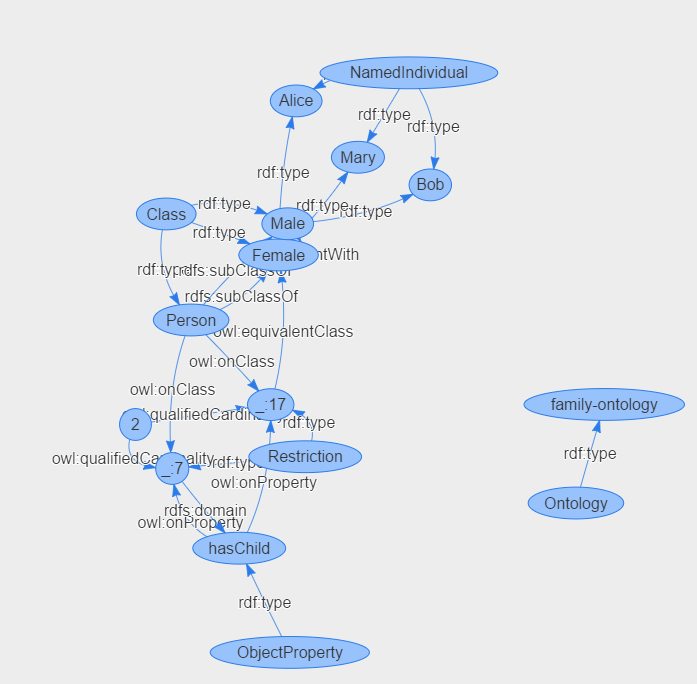 NamedIndividual
Alice
rdf:type
rdf:type
Mary
rdf:type
Bob
Class
rdf:type
rdf:type
rdf:type
Male
rdf:type
Female
rdf:type
rdfs:subClassOf
rdfs:subClassOf
Person
owl:equivalentClass
owl:onClass
owl:onClass
_:17
family-ontology
2
rdf:type
rdf:type
Restriction
_:7
rdf:type
owl:onProperty
Ontology
rdfs:domain
owl:onProperty
hasChild
rdf:type
ObjectProperty